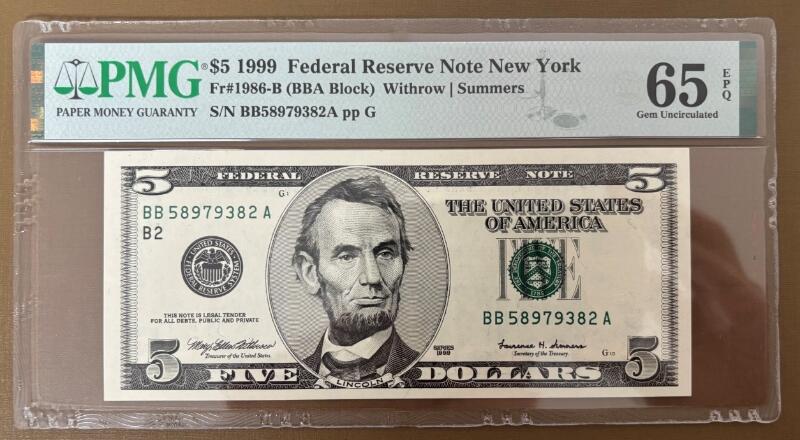 PMG® $5 1999 Federal Reserve Note New York 65 EPQ
PAPER MONEY GUARANTY Fr#1986-B (BBA Block) Withrow | Summers Gem Uncirculated
S/N BB58979382A pp G
5 FEDERAL RESERVE NOTE 5
G1
BB 58979382 A
B2
THE UNITED STATES
OF AMERICA
FIVE
THIS NOTE IS LEGAL TENDER
FOR ALL DEBTS, PUBLIC AND PRIVATE
BB 58979382 A
Treasurer of the United States.
SERIES
1999
Lawrence H. Summers
Secretary of the Treasury.
5 FIVE LINCOLN DOLLARS 5